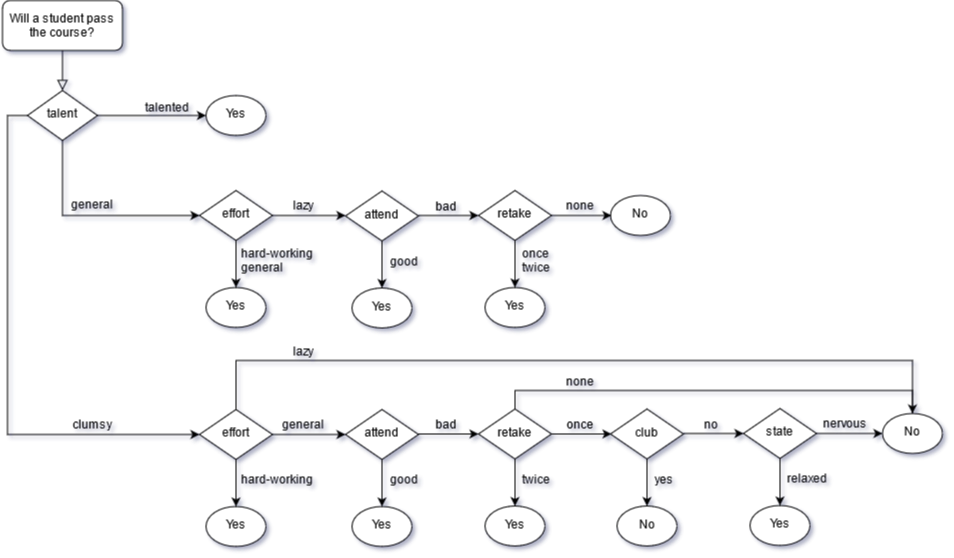 Will a student pass
the course?
talent
talented
Yes
general
effort
lazy
attend
bad
retake
none
No
hard-working
general
good
once
twice
Yes
Yes
Yes
lazy
none
clumsy
effort
general
attend
bad
retake
once
club
no
state
nervous
No
hard-working
good
twice
yes
relaxed
Yes
Yes
Yes
No
Yes